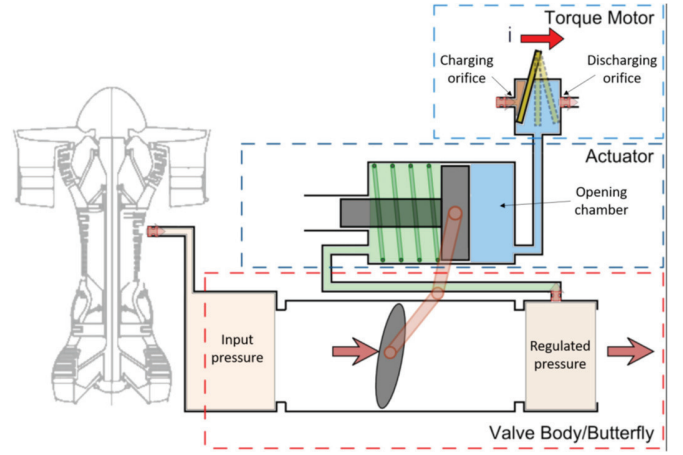 Torque Motor
i
Charging
orifice
Discharging
orifice
Actuator
Opening
chamber
Input
pressure
Regulated
pressure
Valve Body/Butterfly